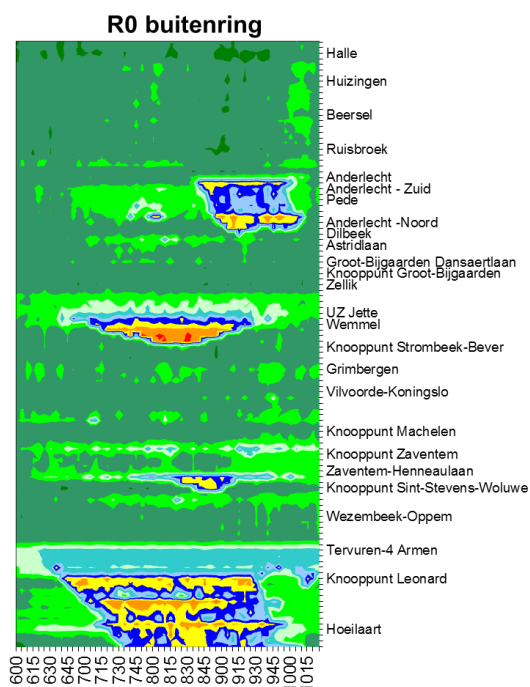 R0 buitenring
Halle
Huizingen
Beersel
Ruisbroek
Anderlecht
Anderlecht - Zuid
Pede
Anderlecht -Noord
Dilbeek
Astridlaan
Groot-Bijgaarden Dansaertlaan
Knooppunt Groot-Bijgaarden
Zellik
UZ Jette
Wemmel
Knooppunt Strombeek-Bever
Grimbergen
Vilvoorde-Koningslo
Knooppunt Machelen
Knooppunt Zaventem
Zaventem-Henneaulaan
Knooppunt Sint-Stevens-Woluwe
Wezembeek-Oppem
Tervuren-4 Armen
Knooppunt Leonard
Hoeilaart
600 615 630 645 700 715 730 745 800 815 830 845 900 915 930 945 1000 1015